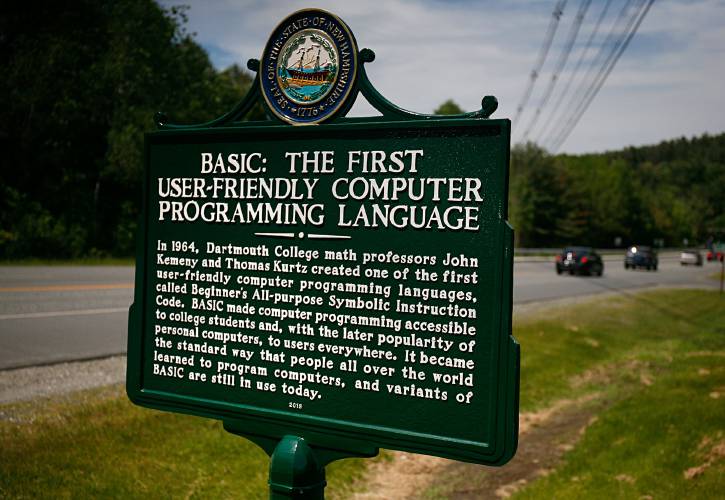 SEAL OF THE STATE OF NEW HAMPSHIRE
1776
BASIC: THE FIRST
USER-FRIENDLY COMPUTER
PROGRAMMING LANGUAGE
In 1964, Dartmouth College math professors John
Kemeny and Thomas Kurtz created one of the first
user-friendly computer programming languages,
called Beginner's All-purpose Symbolic Instruction
Code. BASIC made computer programming accessible
to college students and, with the later popularity of
personal computers, to users everywhere. It became
the standard way that people all over the world
learned to program computers, and variants of
BASIC are still in use today.
2019